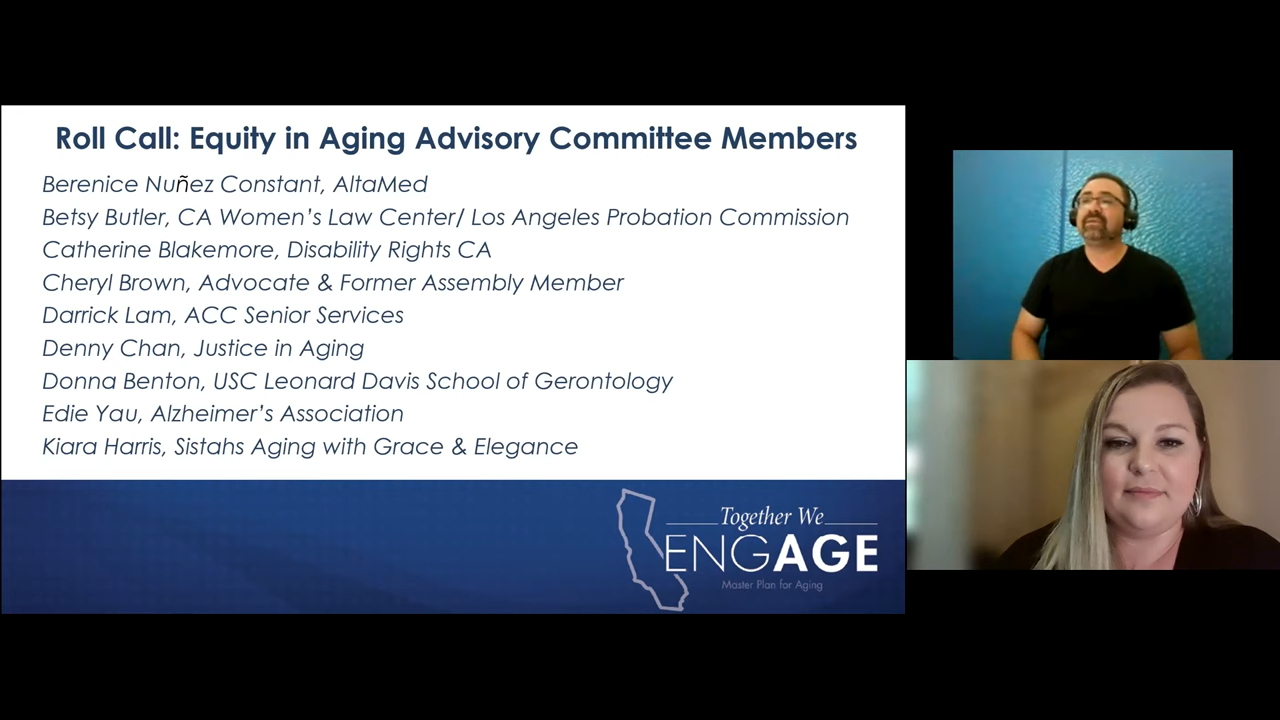 Roll Call: Equity in Aging Advisory Committee Members
Berenice Nuñez Constant, AltaMed
Betsy Butler, CA Women’s Law Center/ Los Angeles Probation Commission
Catherine Blakemore, Disability Rights CA
Cheryl Brown, Advocate & Former Assembly Member
Darrick Lam, ACC Senior Services
Denny Chan, Justice in Aging
Donna Benton, USC Leonard Davis School of Gerontology
Edie Yau, Alzheimer’s Association
Kiara Harris, Sistahs Aging with Grace & Elegance
Together We
ENGAGE
Master Plan for Aging